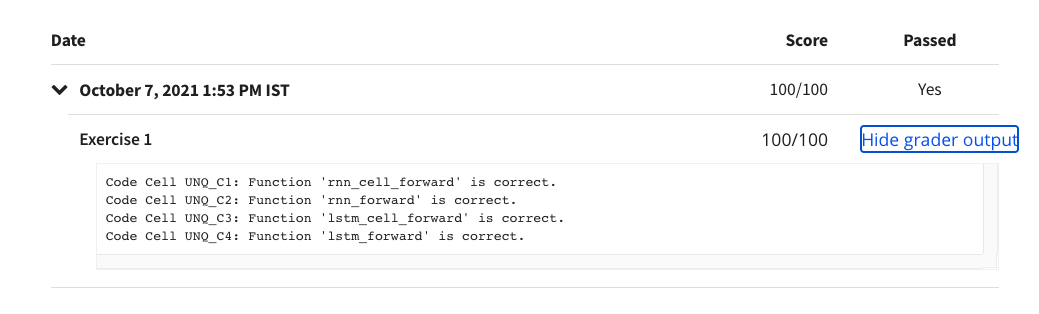 Date Score Passed
October 7, 2021 1:53 PM IST 100/100 Yes
Exercise 1 100/100 Hide grader output
Code Cell UNQ_C1: Function 'rnn_cell_forward' is correct.
Code Cell UNQ_C2: Function 'rnn_forward' is correct.
Code Cell UNQ_C3: Function 'lstm_cell_forward' is correct.
Code Cell UNQ_C4: Function 'lstm_forward' is correct.